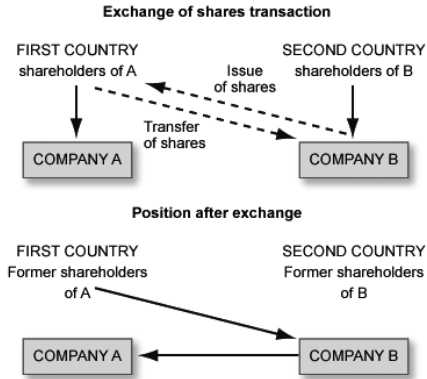 Exchange of shares transaction
FIRST COUNTRY
shareholders of A
SECOND COUNTRY
shareholders of B
Issue
of shares
Transfer
of shares
COMPANY A
COMPANY B
Position after exchange
FIRST COUNTRY
Former shareholders
of A
SECOND COUNTRY
Former shareholders
of B
COMPANY A
COMPANY B